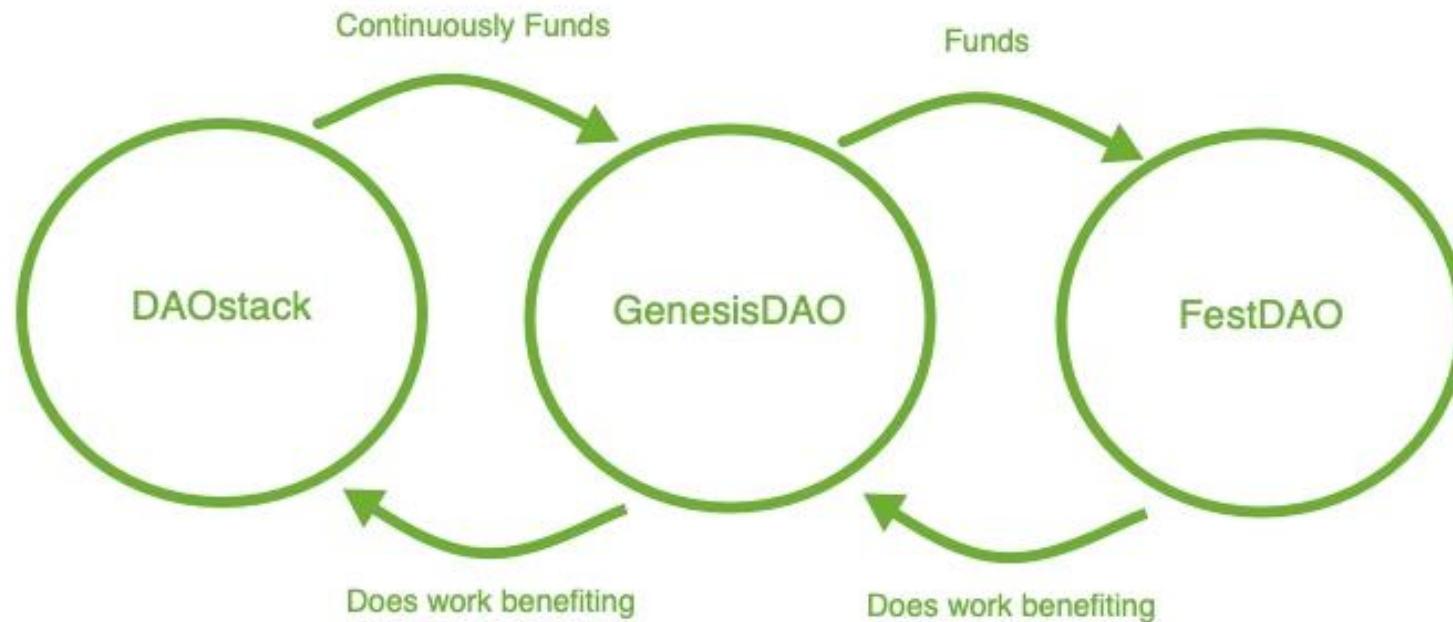 Continuously Funds
Funds
DAOstack
GenesisDAO
FestDAO
Does work benefiting
Does work benefiting